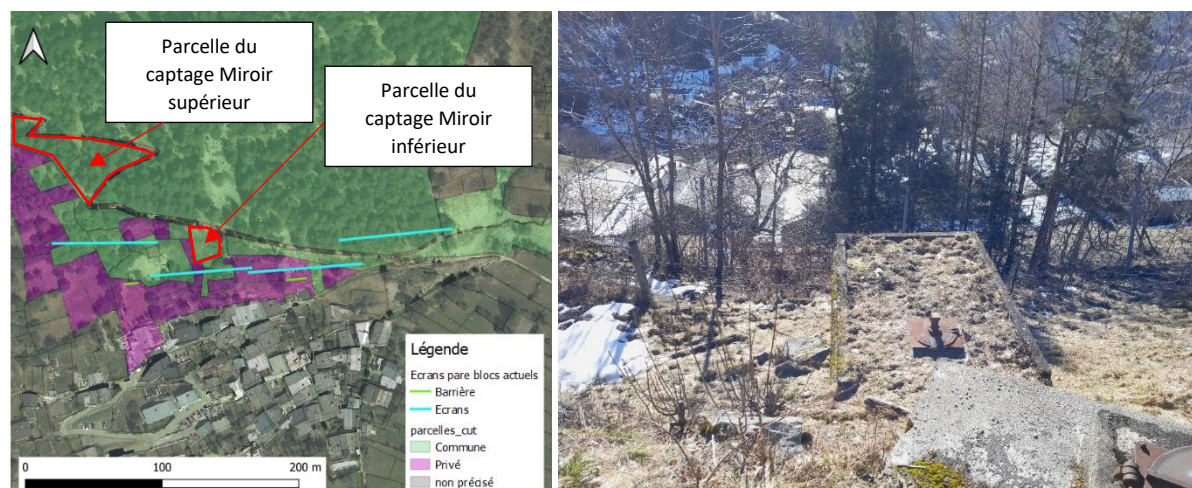 Parcelle du
captage Miroir
supérieur
Parcelle du
captage Miroir
inférieur
Légende
Ecrans pare blocs actuels
Barrière
Ecrans
parcelles_cut
Commune
Privé
non précisé
0 100 200 m